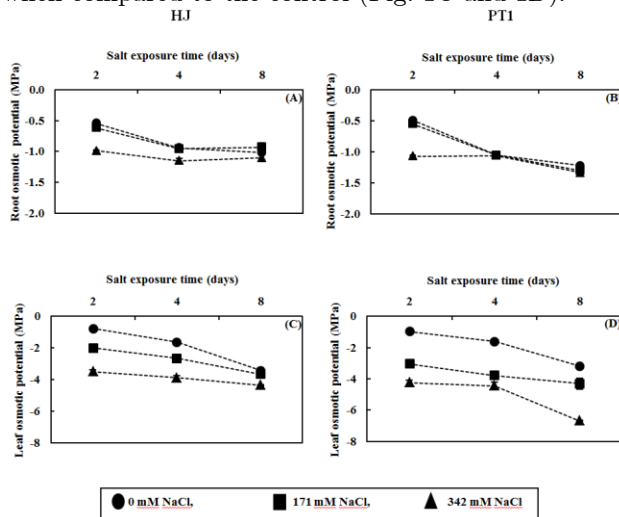 when compared to the control (Fig. 2C and 2D).
HJ PT1
Salt exposure time (days) Salt exposure time (days)
2 4 8 2 4 8
0.0 (A) 0.0 (B)
-0.5 -0.5
-1.0 -1.0
-1.5 -1.5
-2.0 -2.0
Root osmotic potential (MPa) Root osmotic potential (MPa)
Salt exposure time (days) Salt exposure time (days)
2 4 8 2 4 8
0 (C) 0 (D)
-2 -2
-4 -4
-6 -6
-8 -8
Leaf osmotic potential (MPa) Leaf osmotic potential (MPa)
0 mM NaCl, 171 mM NaCl, 342 mM NaCl